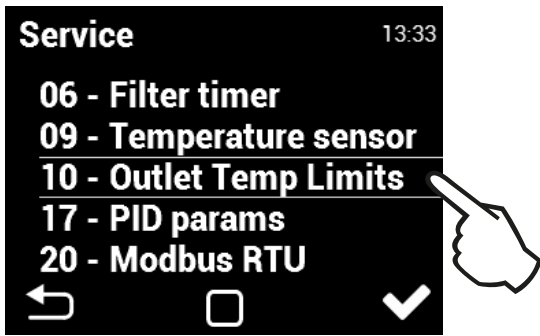 Service
13:33
06 - Filter timer
09 - Temperature sensor
10 - Outlet Temp Limits
17 - PID params
20 - Modbus RTU